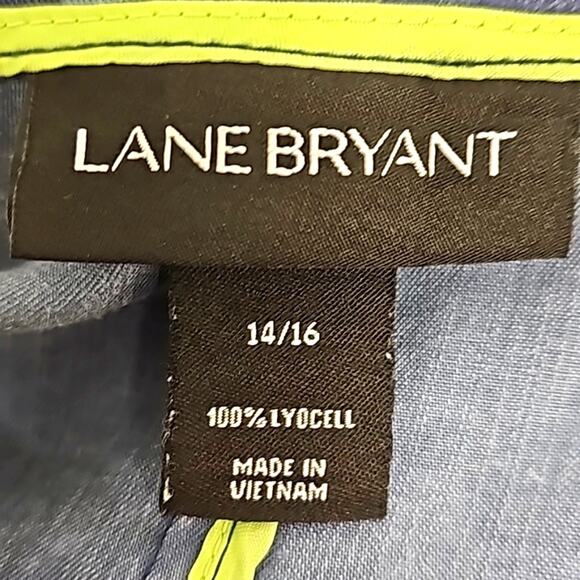 LANE BRYANT
14/16
100% LYOCELL
MADE IN
VIETNAM